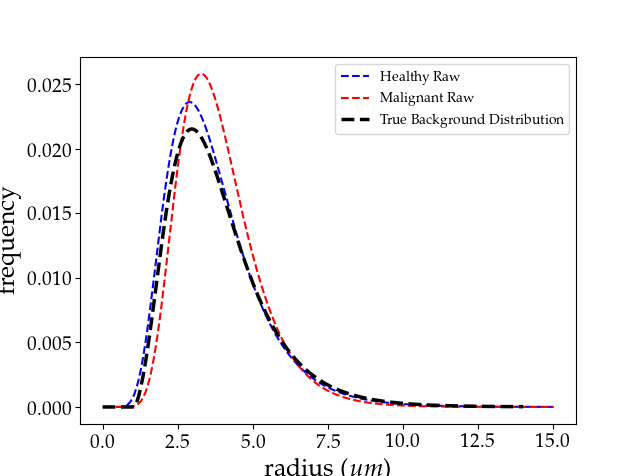 Healthy Raw
Malignant Raw
True Background Distribution
frequency
0.025
0.020
0.015
0.010
0.005
0.000
0.0 2.5 5.0 7.5 10.0 12.5 15.0
radius (um)